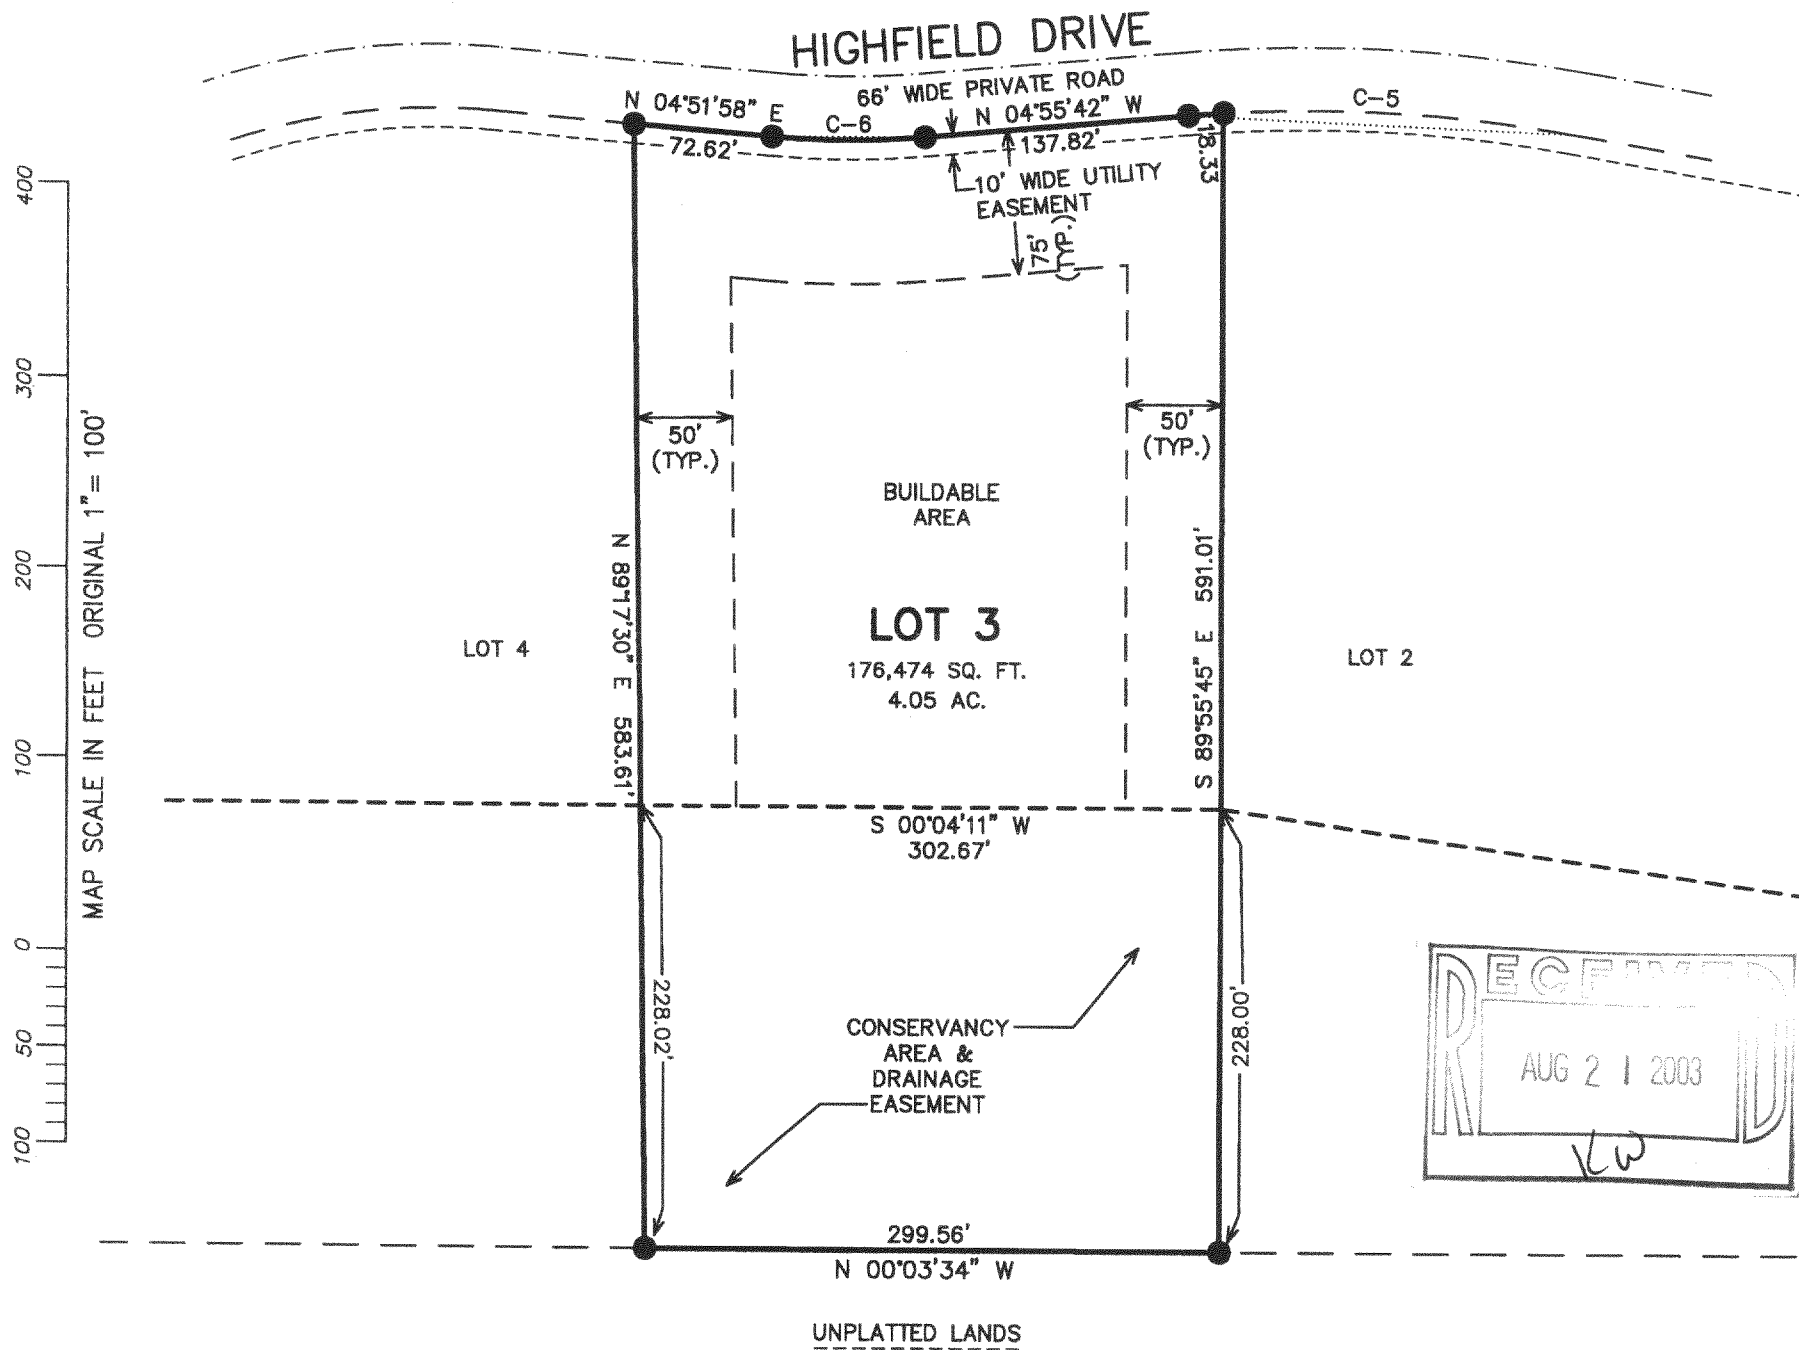 HIGHFIELD DRIVE
66' WIDE PRIVATE ROAD
N 04°51'58" E
C-6
N 04°55'42" W
C-5
72.62'
137.82'
18.33
10' WIDE UTILITY
EASEMENT
75'
(TYP.)
50'
(TYP.)
50'
(TYP.)
BUILDABLE
AREA
LOT 3
176,474 SQ. FT.
4.05 AC.
LOT 4
LOT 2
N 89°17'30" E 583.61'
S 89°55'45" E 591.01'
S 00°04'11" W
302.67'
228.02'
228.00'
CONSERVANCY
AREA &
DRAINAGE
EASEMENT
299.56'
N 00°03'34" W
UNPLATTED LANDS
MAP SCALE IN FEET ORIGINAL 1"= 100'
400
300
200
100
0
50
100
RECEIVED
AUG 21 2003
KW